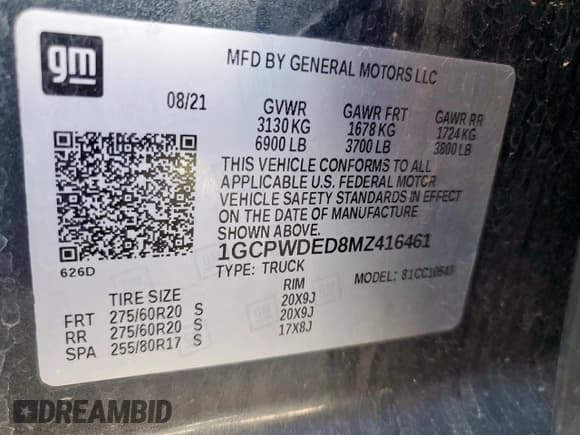 gm
MFD BY GENERAL MOTORS LLC
08/21 GVWR GAWR FRT GAWR RR
3130 KG 1678 KG 1724 KG
6900 LB 3700 LB 3800 LB
THIS VEHICLE CONFORMS TO ALL
APPLICABLE U.S. FEDERAL MOTOR
VEHICLE SAFETY STANDARDS IN EFFECT
ON THE DATE OF MANUFACTURE
626D
1GCPWDED8MZ416461
TYPE: TRUCK MODEL: 81CC10543
TIRE SIZE RIM
FRT 275/60R20 S 20X9J
RR 275/60R20 S 20X9J
SPA 255/80R17 S 17X8J
DREAMBID